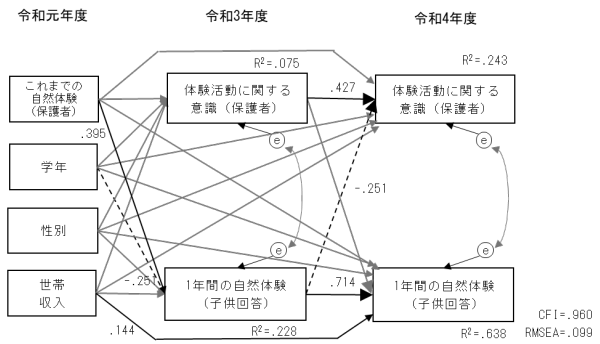 令和元年度
令和3年度
令和4年度
R²=.075
R²=.243
これまでの
自然体験
(保護者)
体験活動に関する
意識（保護者）
.427
体験活動に関する
意識（保護者）
.395
e
e
学年
-.251
性別
e
e
世帯
収入
-.251
1年間の自然体験
(子供回答)
.714
1年間の自然体験
(子供回答)
.144
R²=.228
R²=.638
CFI=.960
RMSEA=.099